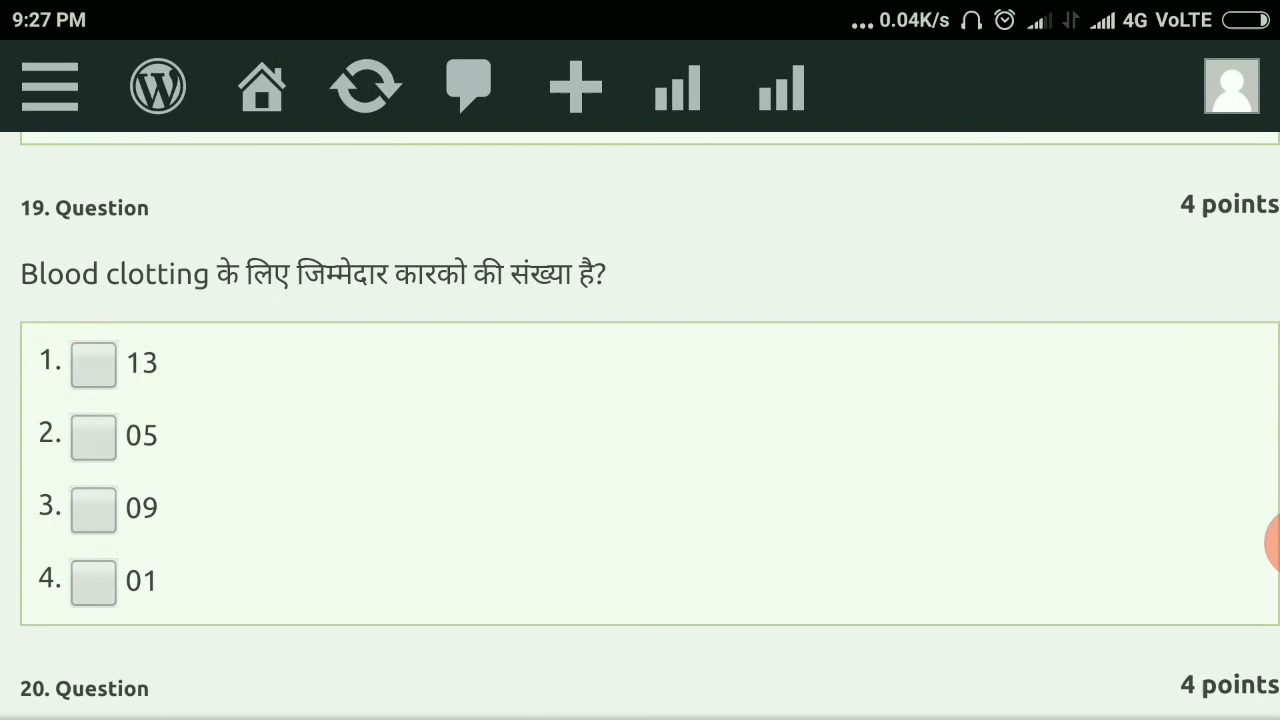 9:27 PM ... 0.04K/s 4G VoLTE
19. Question 4 points
Blood clotting के लिए जिम्मेदार कारको की संख्या है?
1. 13
2. 05
3. 09
4. 01
20. Question 4 points